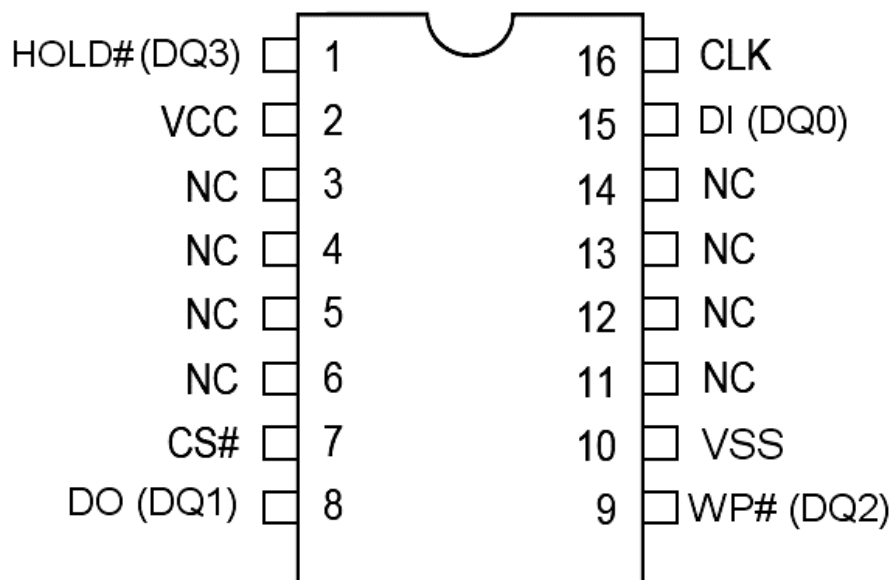 HOLD# (DQ3) 1 16 CLK
VCC 2 15 DI (DQ0)
NC 3 14 NC
NC 4 13 NC
NC 5 12 NC
NC 6 11 NC
CS# 7 10 VSS
DO (DQ1) 8 9 WP# (DQ2)